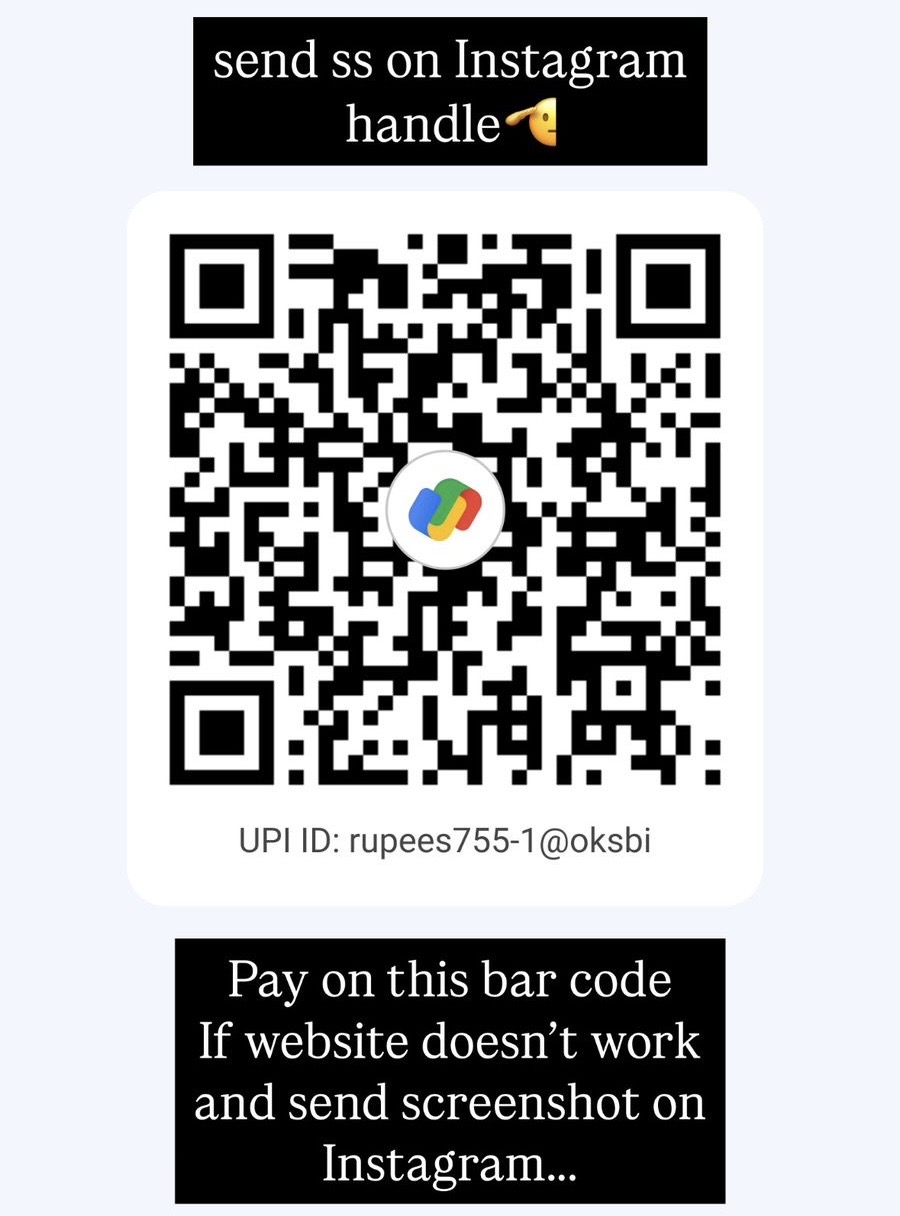 send ss on Instagram
handle🫡
UPI ID: rupees755-1@oksbi
Pay on this bar code
If website doesn’t work
and send screenshot on
Instagram...